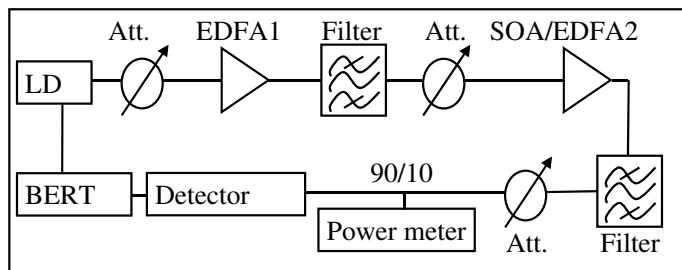 Att.
EDFA1
Filter
Att.
SOA/EDFA2
LD
BERT
Detector
90/10
Power meter
Att.
Filter